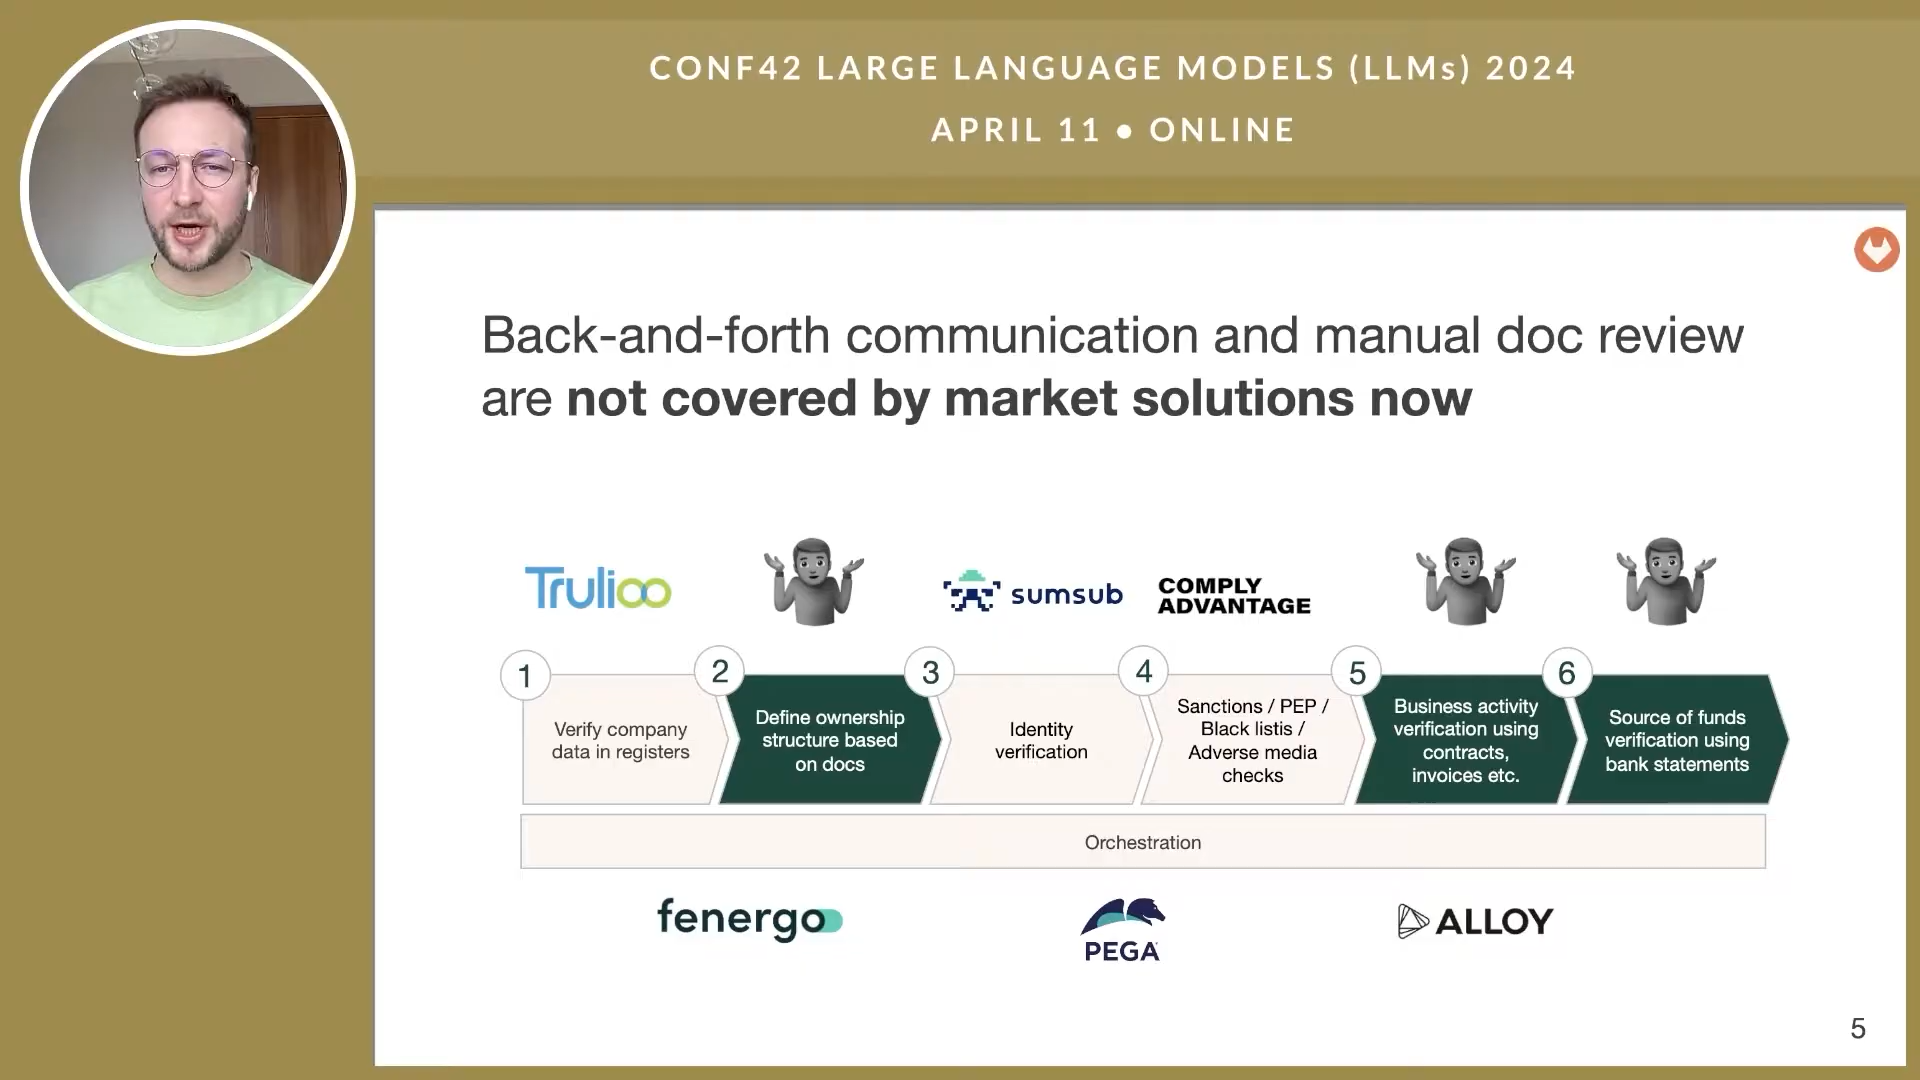 CONF42 LARGE LANGUAGE MODELS (LLMs) 2024
APRIL 11 • ONLINE
Back-and-forth communication and manual doc review
are not covered by market solutions now
Trulioo
sumsub
COMPLY
ADVANTAGE
1
2
3
4
5
6
Verify company
data in registers
Define ownership
structure based
on docs
Identity
verification
Sanctions / PEP /
Black listis /
Adverse media
checks
Business activity
verification using
contracts,
invoices etc.
Source of funds
verification using
bank statements
Orchestration
fenergo
PEGA
ALLOY
5